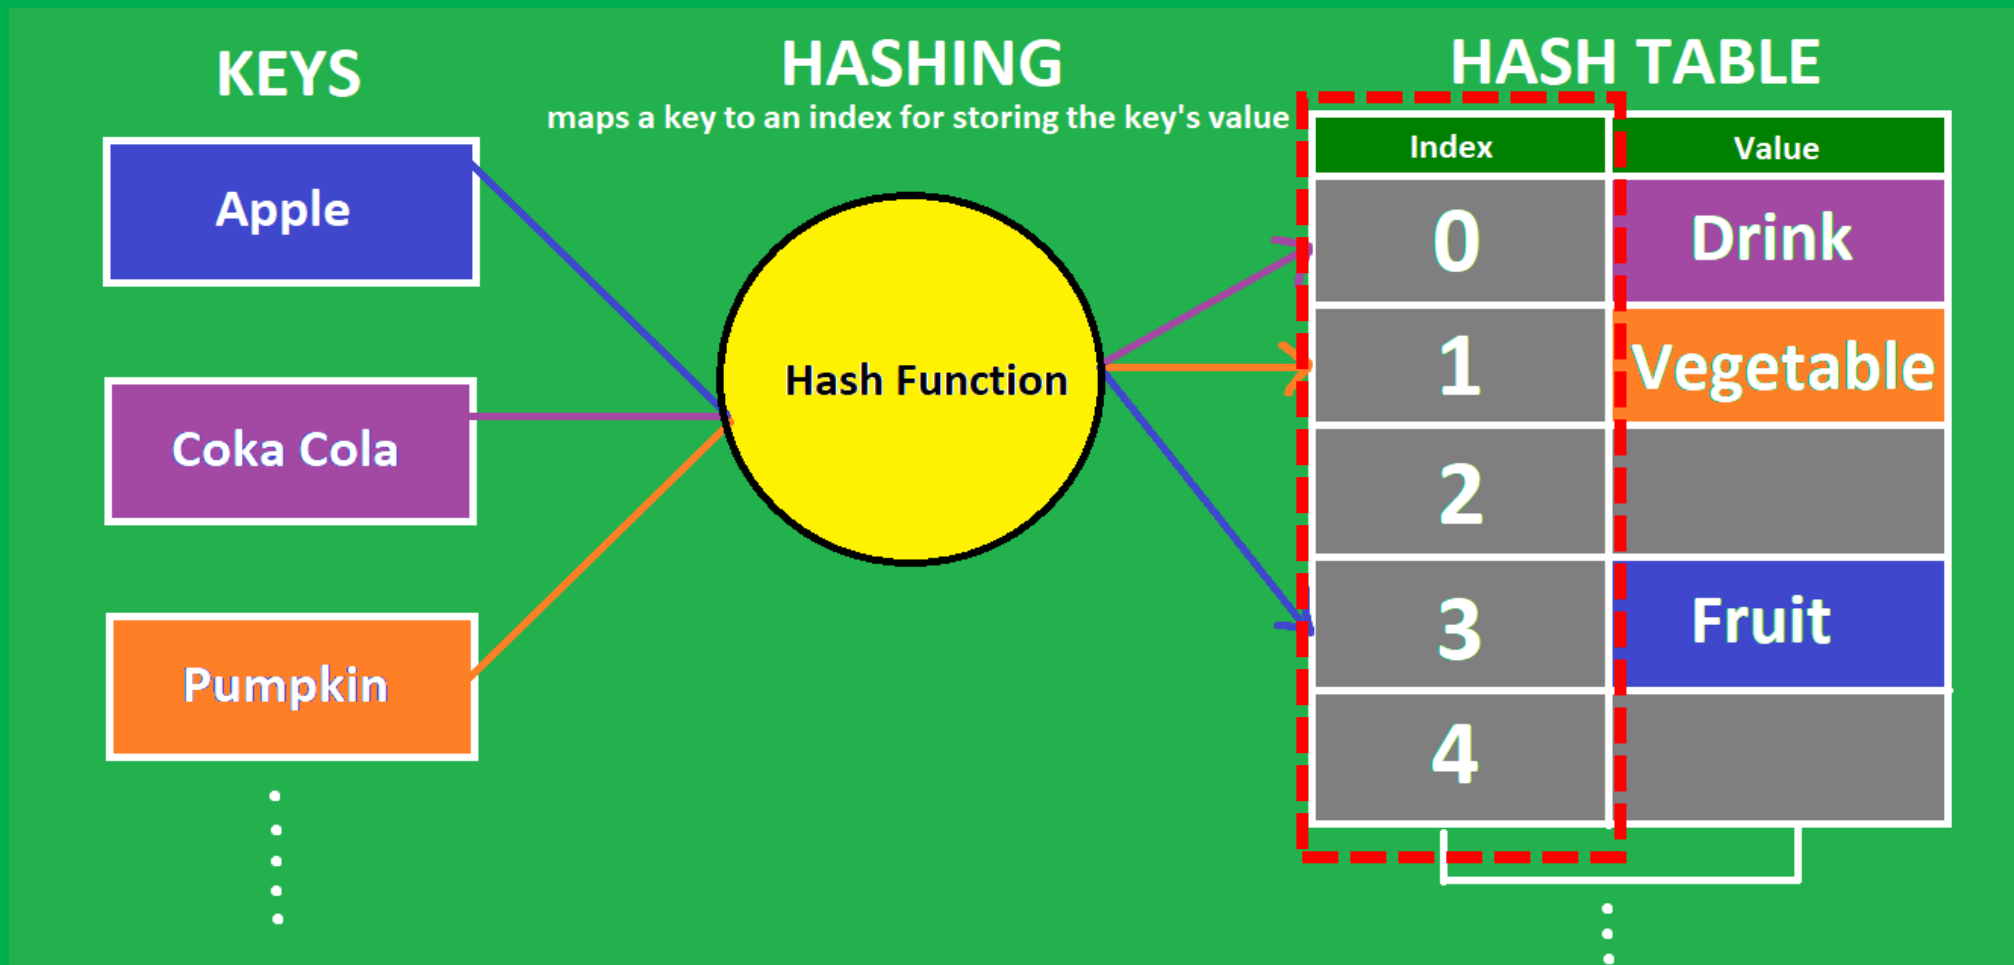 KEYS
HASHING
HASH TABLE
maps a key to an index for storing the key's value
Index Value
Apple
Coka Cola
Pumpkin
Hash Function
0 Drink
1 Vegetable
2
3 Fruit
4